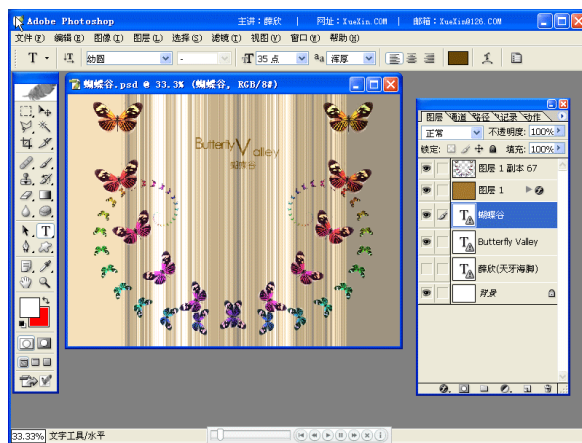 Adobe Photoshop
主讲：薛欣 | 网址：XueXin.COM | 邮箱：XueXin@126.COM
文件(F) 编辑(E) 图像(I) 图层(L) 选择(S) 滤镜(T) 视图(V) 窗口(W) 帮助(H)
T 幼圆 - T 35 点 aa 浑厚
蝴蝶谷.psd @ 33.3% (蝴蝶谷, RGB/8#)
Butterfly Valley
蝴蝶谷
图层 通道 路径 记录 动作
正常 不透明度: 100%
锁定: 填充: 100%
图层 1 副本 67
图层 1
T 蝴蝶谷
T Butterfly Valley
T 薛欣(天牙海脚)
背景
33.33% 文字工具/水平